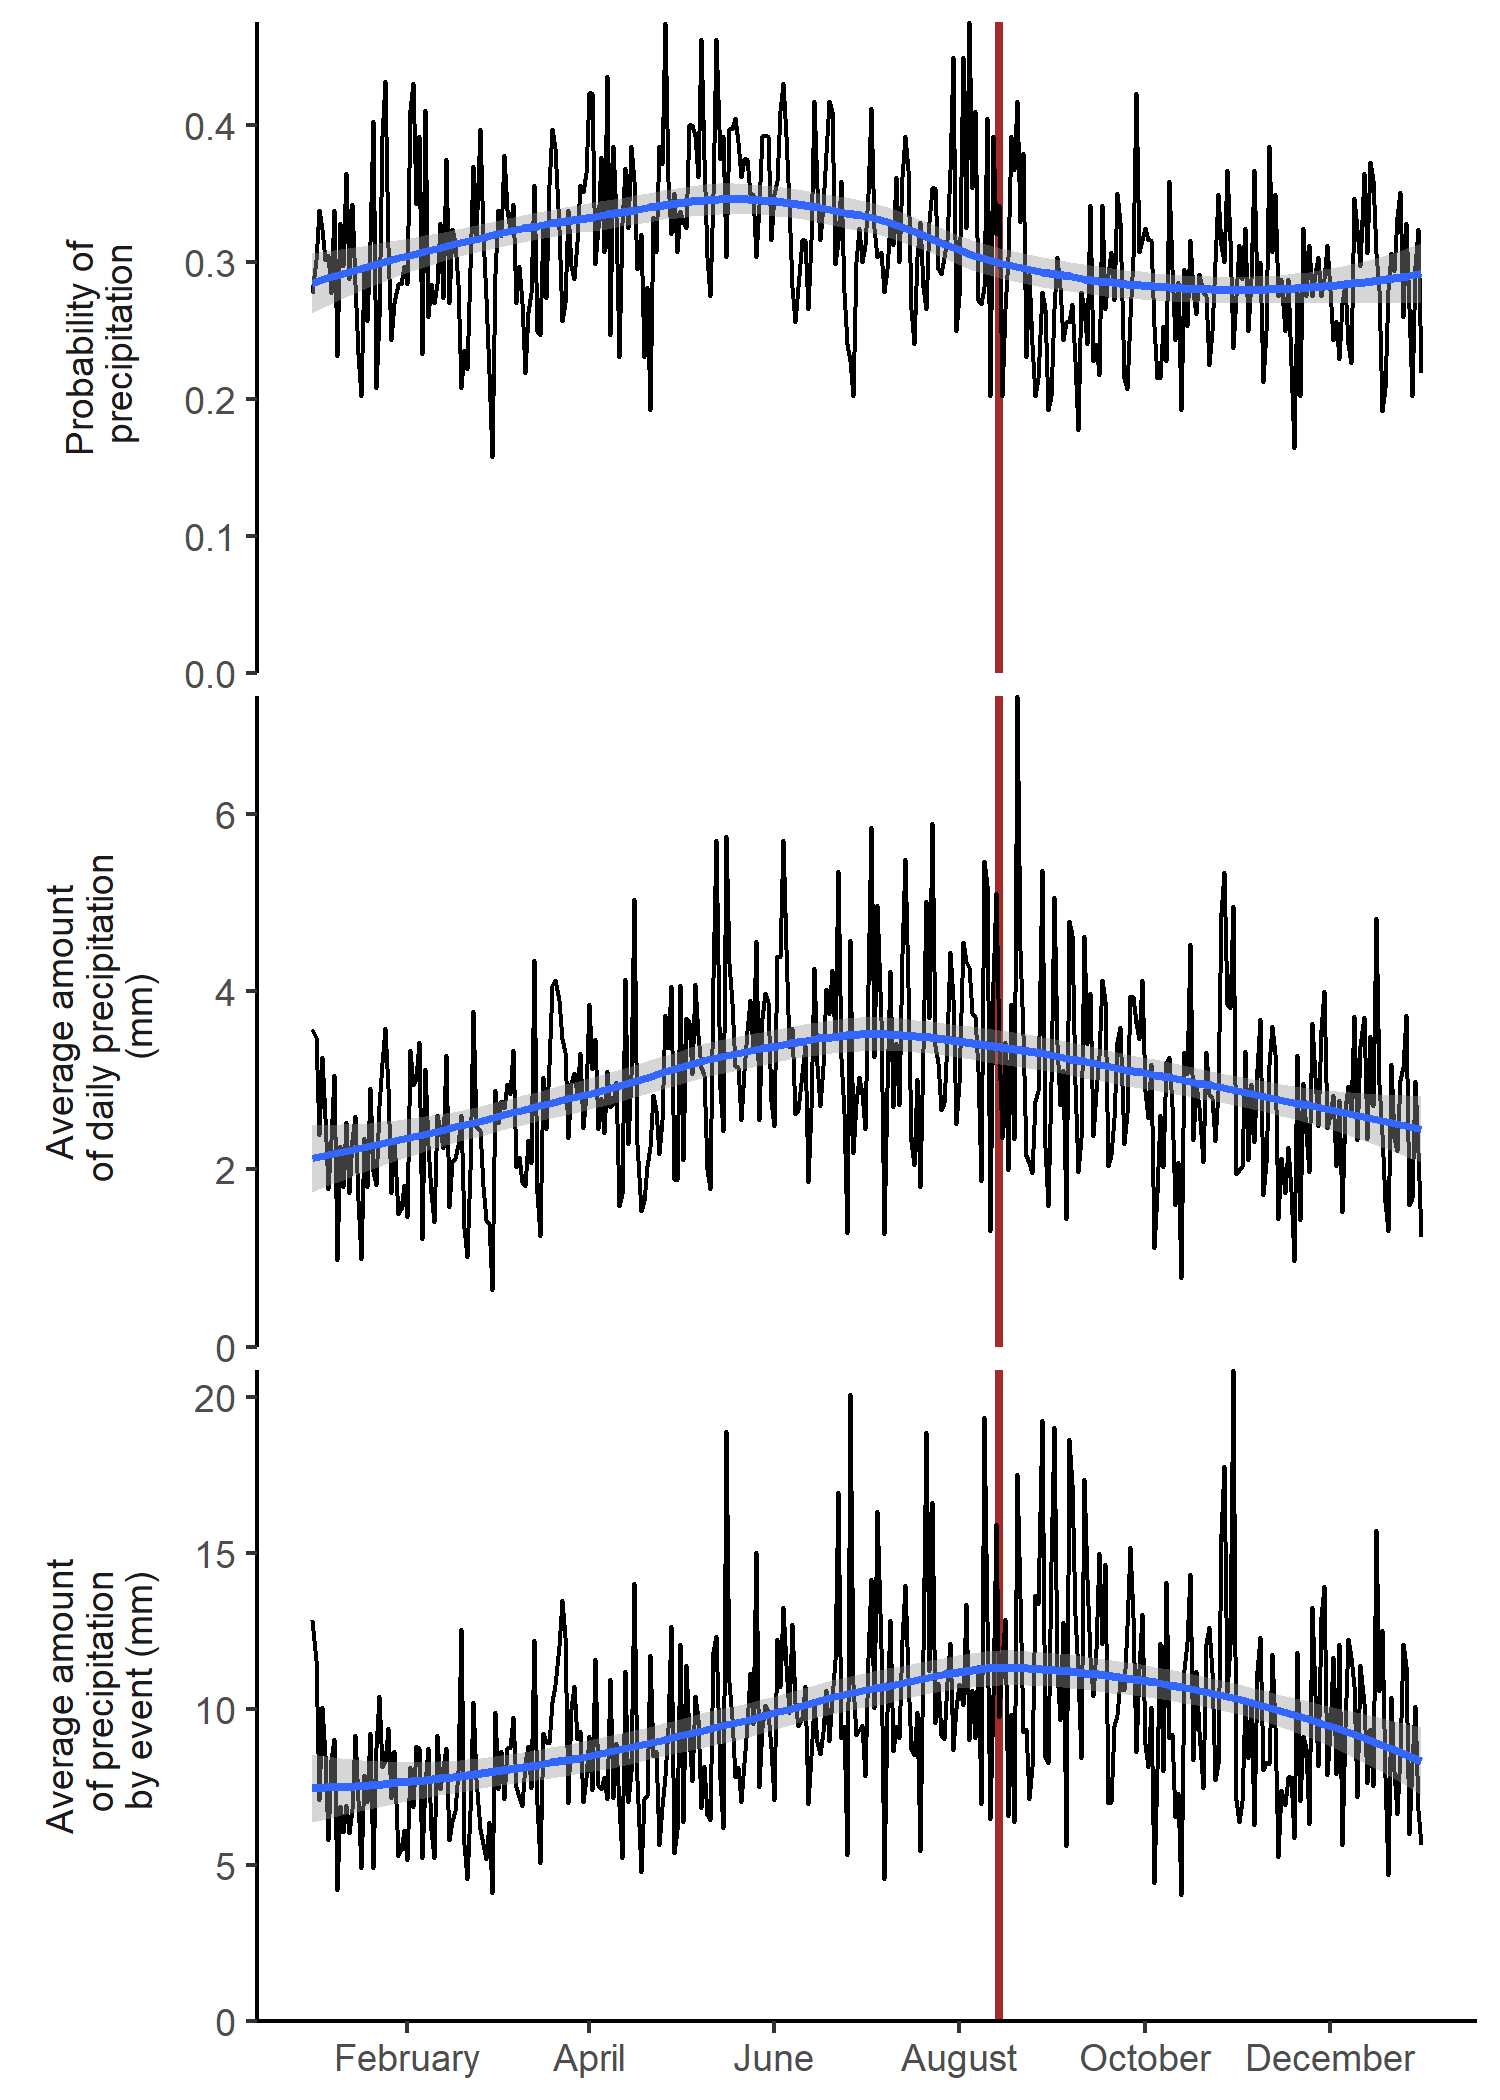 Probability of
precipitation
0.4
0.3
0.2
0.1
0.0
Average amount
of daily precipitation
(mm)
6
4
2
0
Average amount
of precipitation
by event (mm)
20
15
10
5
0
February April June August October December